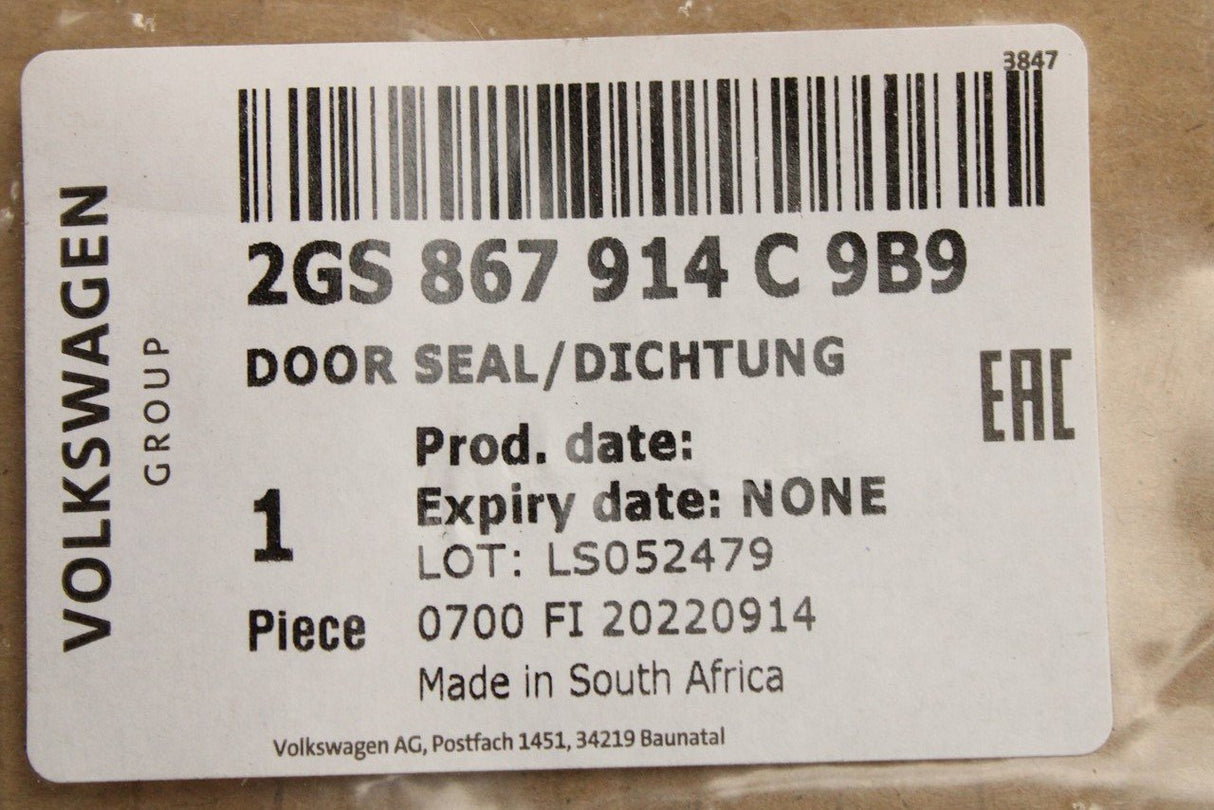 3847
2GS 867 914 C 9B9
DOOR SEAL/DICHTUNG
EAC
Prod. date:
Expiry date: NONE
LOT: LS052479
1
Piece
0700 FI 20220914
Made in South Africa
Volkswagen AG, Postfach 1451, 34219 Baunatal
VOLKSWAGEN
GROUP